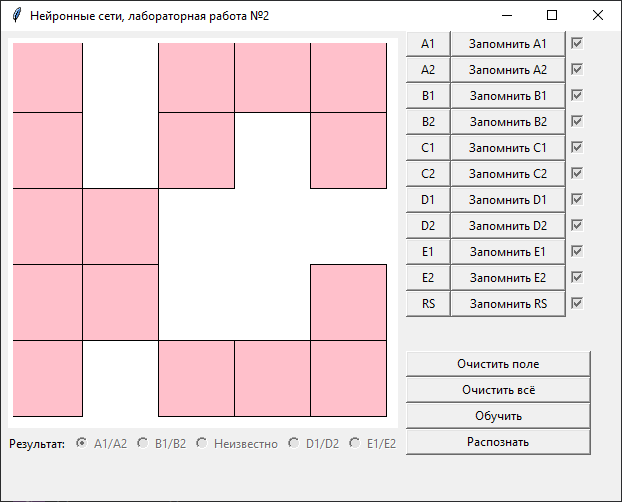 Нейронные сети, лабораторная работа №2
A1 Запомнить A1
A2 Запомнить A2
B1 Запомнить B1
B2 Запомнить B2
C1 Запомнить C1
C2 Запомнить C2
D1 Запомнить D1
D2 Запомнить D2
E1 Запомнить E1
E2 Запомнить E2
RS Запомнить RS
Очистить поле
Очистить всё
Обучить
Распознать
Результат: A1/A2 B1/B2 Неизвестно D1/D2 E1/E2